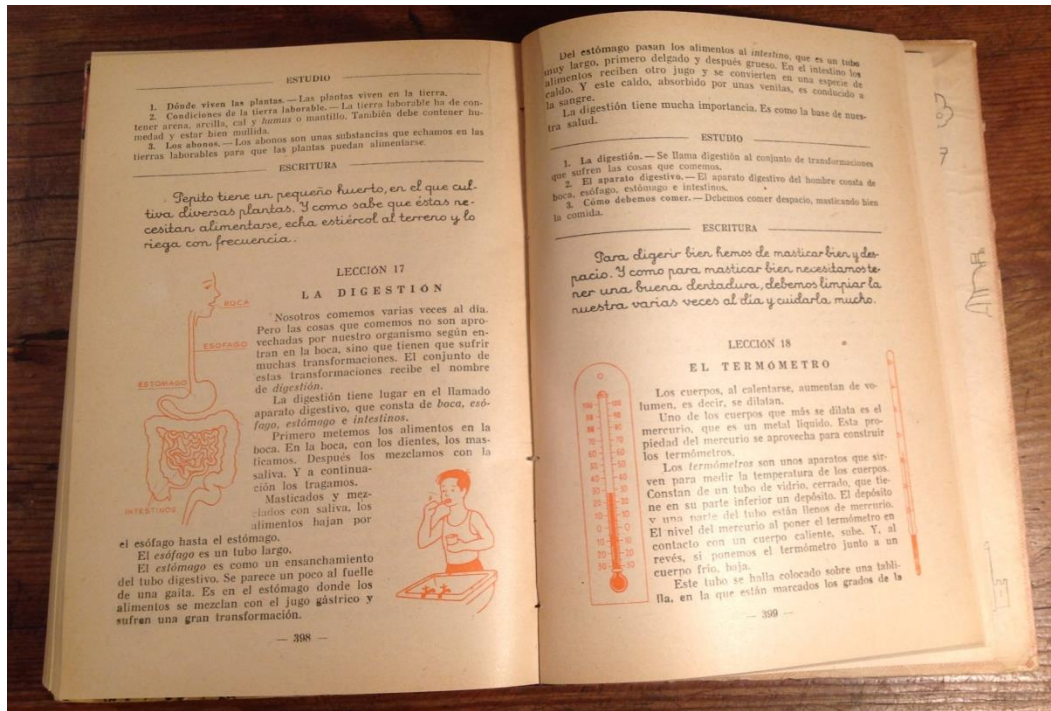 ESTUDIO
1. Dónde viven las plantas. — Las plantas viven en la tierra.
2. Condiciones de la tierra laborable. — La tierra laborable ha de con-
tener arena, arcilla, cal y humus o mantillo. También debe contener hu-
medad y estar bien mullida.
3. Los abonos. — Los abonos son unas substancias que echamos en las
tierras laborables para que las plantas puedan alimentarse.
ESCRITURA
Pepito tiene un pequeño huerto, en el que cul-
tiva diversas plantas. Y como sabe que éstas ne-
cesitan alimentarse, echa estiércol al terreno y lo
riega con frecuencia.
LECCIÓN 17
LA DIGESTIÓN
BOCA
ESOFAGO
ESTOMAGO
INTESTINOS
Nosotros comemos varias veces al día.
Pero las cosas que comemos no son apro-
vechadas por nuestro organismo según en-
tran en la boca, sino que tienen que sufrir
muchas transformaciones. El conjunto de
estas transformaciones recibe el nombre
de digestión.
La digestión tiene lugar en el llamado
aparato digestivo, que consta de boca, esó-
fago, estómago e intestinos.
Primero metemos los alimentos en la
boca. En la boca, con los dientes, los mas-
ticamos. Después los mezclamos con la
saliva. Y a continua-
ción los tragamos.
Masticados y mez-
clados con saliva, los
alimentos bajan por
el esófago hasta el estómago.
El esófago es un tubo largo.
El estómago es como un ensanchamiento
del tubo digestivo. Se parece un poco al fuelle
de una gaita. Es en el estómago donde los
alimentos se mezclan con el jugo gástrico y
sufren una gran transformación.
— 398 —
Del estómago pasan los alimentos al intestino, que es un tubo
muy largo, primero delgado y después grueso. En el intestino los
alimentos reciben otro jugo y se convierten en una especie de
caldo. Y este caldo, absorbido por unas venillas, es conducido a
la sangre.
La digestión tiene mucha importancia. Es como la base de nues-
tra salud.
ESTUDIO
1. La digestión. — Se llama digestión al conjunto de transformaciones
que sufren las cosas que comemos.
2. El aparato digestivo. — El aparato digestivo del hombre consta de
boca, esófago, estómago e intestinos.
3. Cómo debemos comer. — Debemos comer despacio, masticando bien
la comida.
ESCRITURA
Para digerir bien hemos de masticar bien y des-
pacio. Y como para masticar bien necesitamos te-
ner una buena dentadura, debemos limpiar la
nuestra varias veces al día y cuidarla mucho.
LECCIÓN 18
EL TERMÓMETRO
Los cuerpos, al calentarse, aumentan de vo-
lumen, es decir, se dilatan.
Uno de los cuerpos que más se dilata es el
mercurio, que es un metal líquido. Esta pro-
piedad del mercurio se aprovecha para construir
los termómetros.
Los termómetros son unos aparatos que sir-
ven para medir la temperatura de los cuerpos.
Constan de un tubo de vidrio, cerrado, que tie-
ne en su parte inferior un depósito. El depósito
y una parte del tubo están llenos de mercurio.
El nivel del mercurio al poner el termómetro en
contacto con un cuerpo caliente, sube. Y, al
revés, si ponemos el termómetro junto a un
cuerpo frío, baja.
Este tubo se halla colocado sobre una tabli-
lla, en la que están marcados los grados de la
— 399 —
7